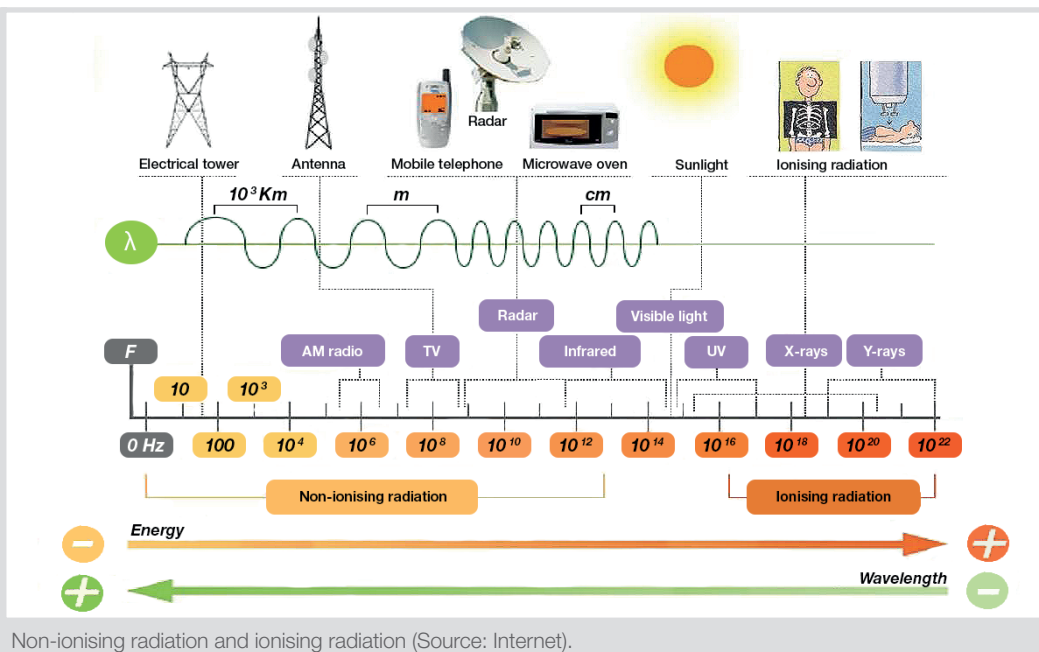 Radar
Electrical tower
Antenna
Mobile telephone
Microwave oven
Sunlight
Ionising radiation
10³ Km
m
cm
λ
Radar
Visible light
F
AM radio
TV
Infrared
UV
X-rays
Y-rays
10
10³
0 Hz
100
10⁴
10⁶
10⁸
10¹⁰
10¹²
10¹⁴
10¹⁶
10¹⁸
10²⁰
10²²
Non-ionising radiation
Ionising radiation
Energy
−
+
Wavelength
+
−
Non-ionising radiation and ionising radiation (Source: Internet).